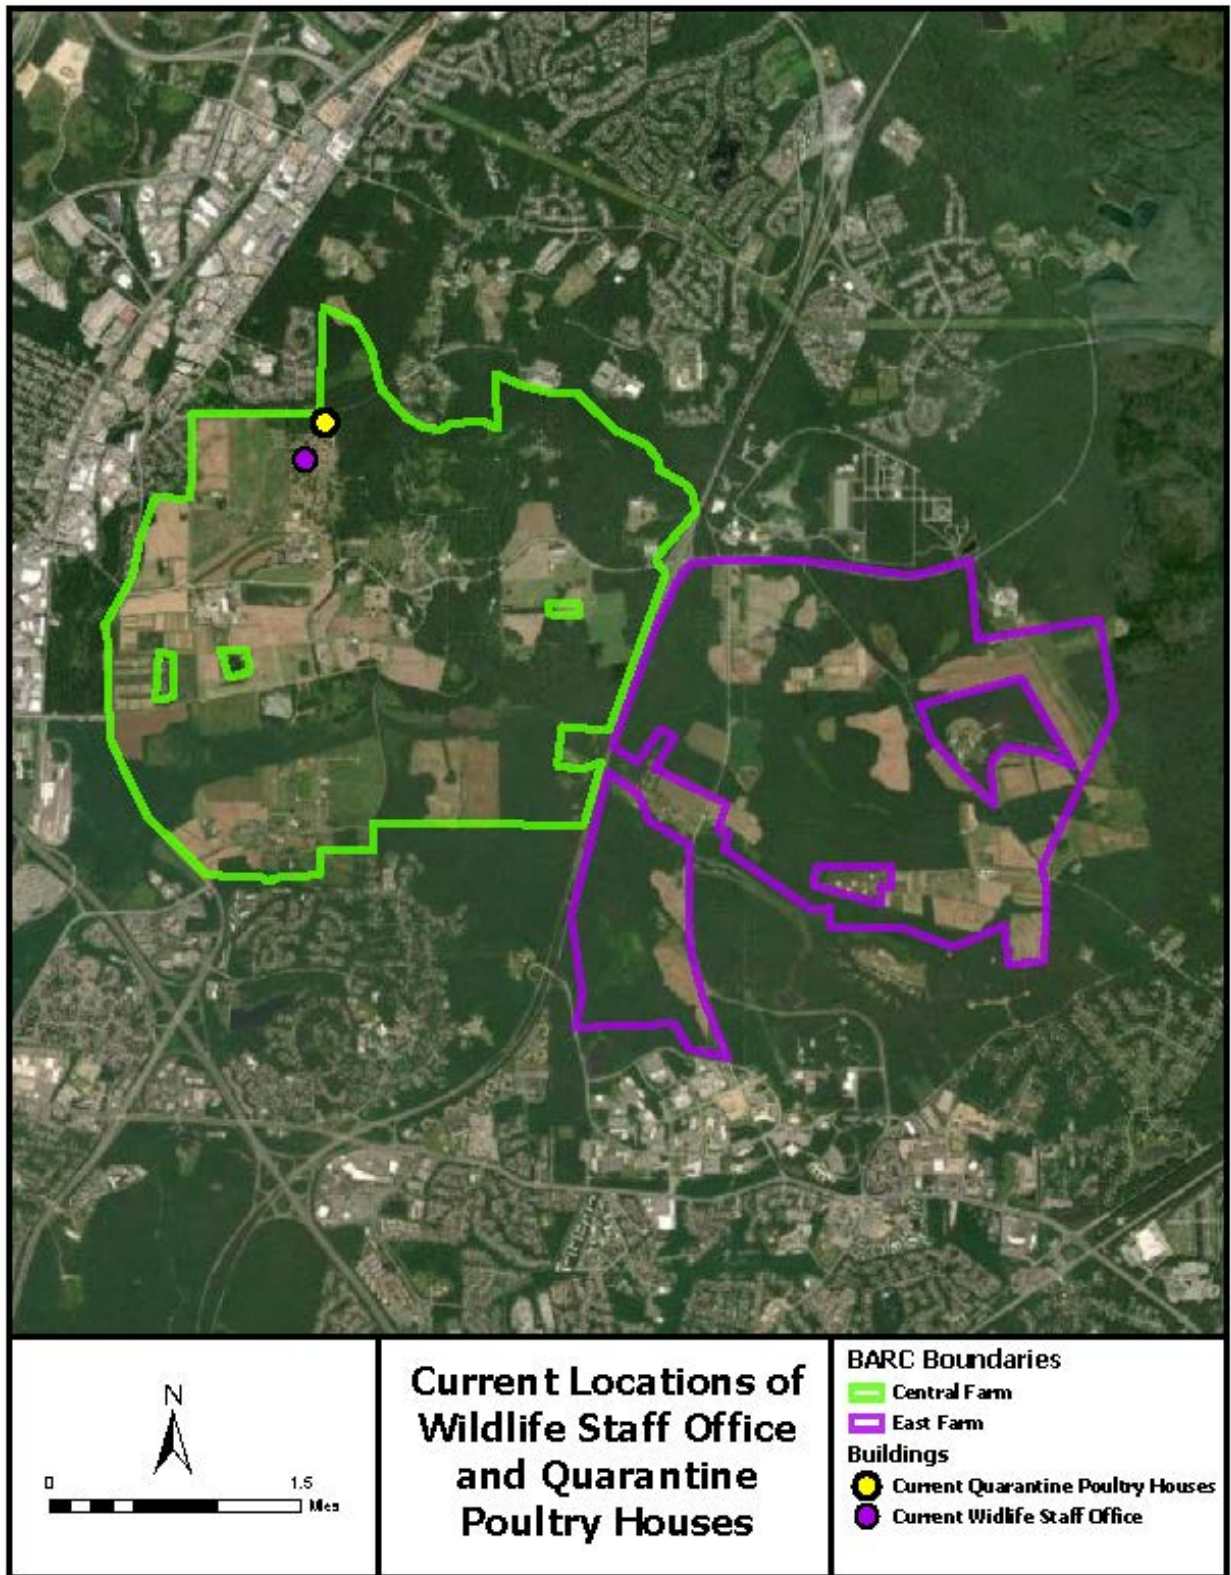 N
0 1.5
Miles
Current Locations of
Wildlife Staff Office
and Quarantine
Poultry Houses
BARC Boundaries
Central Farm
East Farm
Buildings
Current Quarantine Poultry Houses
Current Widlife Staff Office